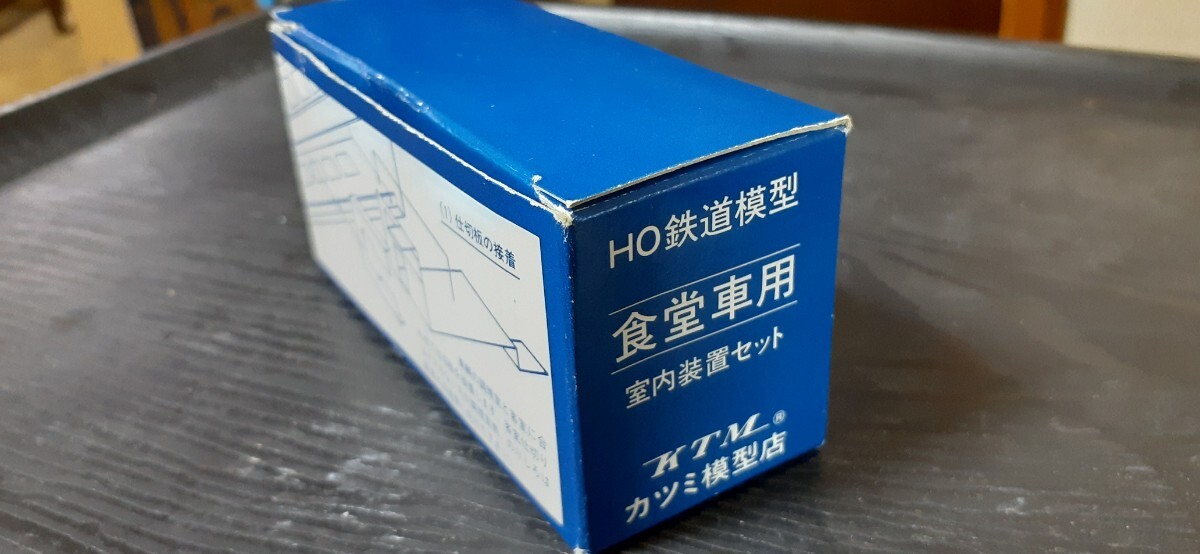 (1) 仕切板の接着
HO鉄道模型
食堂車用
室内装置セット
KTM®
カツミ模型店